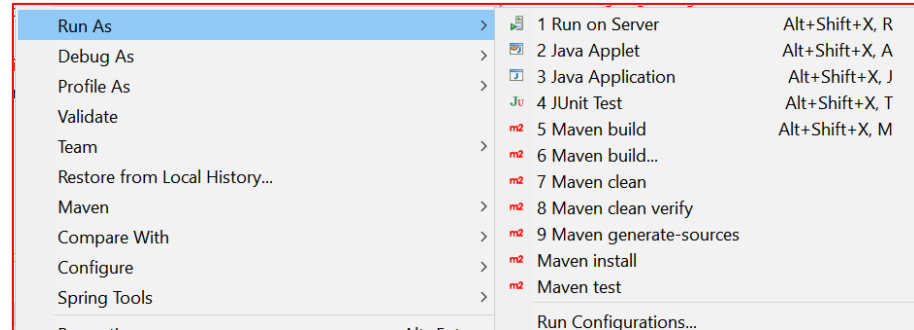 Run As
Debug As
Profile As
Validate
Team
Restore from Local History...
Maven
Compare With
Configure
Spring Tools
1 Run on Server Alt+Shift+X, R
2 Java Applet Alt+Shift+X, A
3 Java Application Alt+Shift+X, J
Ju 4 JUnit Test Alt+Shift+X, T
m2 5 Maven build Alt+Shift+X, M
m2 6 Maven build...
m2 7 Maven clean
m2 8 Maven clean verify
m2 9 Maven generate-sources
m2 Maven install
m2 Maven test
Run Configurations...